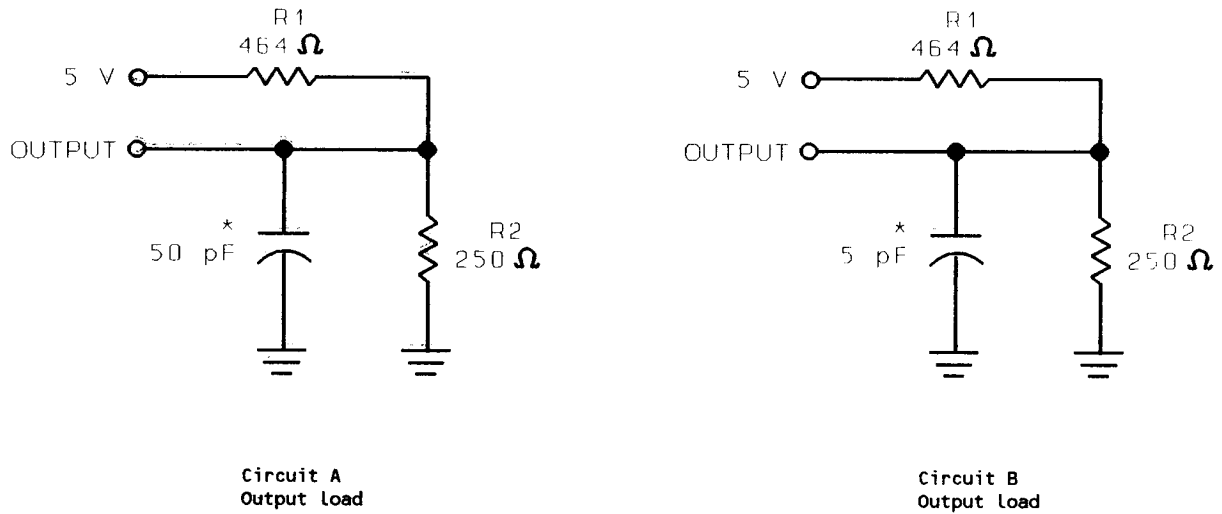 R1
464 Ω
5 V
OUTPUT
*
50 pF
R2
250 Ω
Circuit A
Output load
R1
464 Ω
5 V
OUTPUT
*
5 pF
R2
250 Ω
Circuit B
Output load